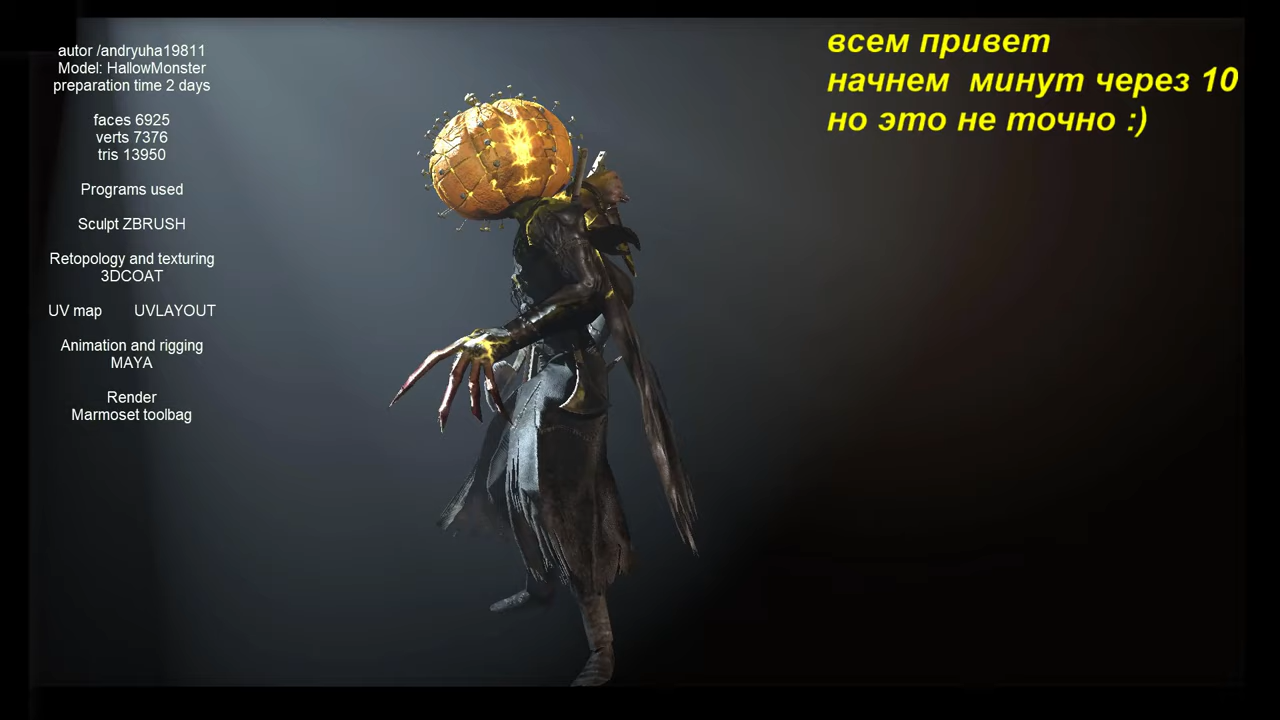 autor /andryuha19811
Model: HallowMonster
preparation time 2 days
faces 6925
verts 7376
tris 13950
Programs used
Sculpt ZBRUSH
Retopology and texturing
3DCOAT
UV map UVLAYOUT
Animation and rigging
MAYA
Render
Marmoset toolbag
всем привет
начнем минут через 10
но это не точно :)